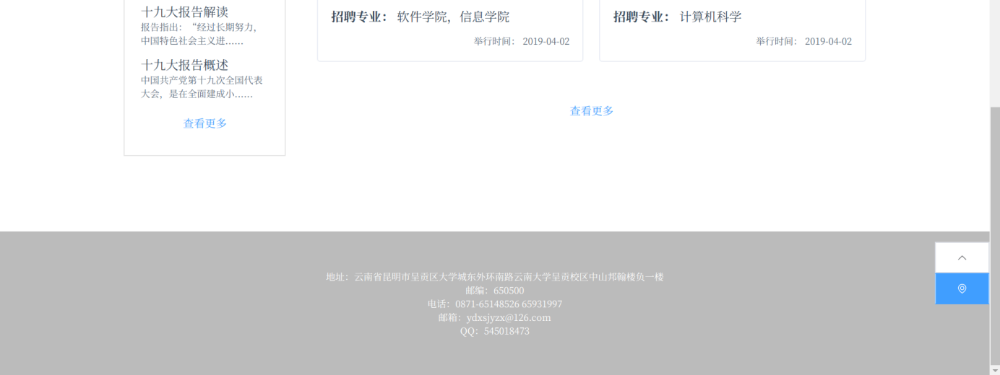 十九大报告解读
报告指出：“经过长期努力，
中国特色社会主义进......
十九大报告概述
中国共产党第十九次全国代表
大会，是在全面建成小......
查看更多
招聘专业： 软件学院，信息学院
举行时间： 2019-04-02
招聘专业： 计算机科学
举行时间： 2019-04-02
查看更多
地址：云南省昆明市呈贡区大学城东外环南路云南大学呈贡校区中山邦翰楼负一楼
邮编：650500
电话：0871-65148526 65931997
邮箱：ydxsjyzx@126.com
QQ：545018473